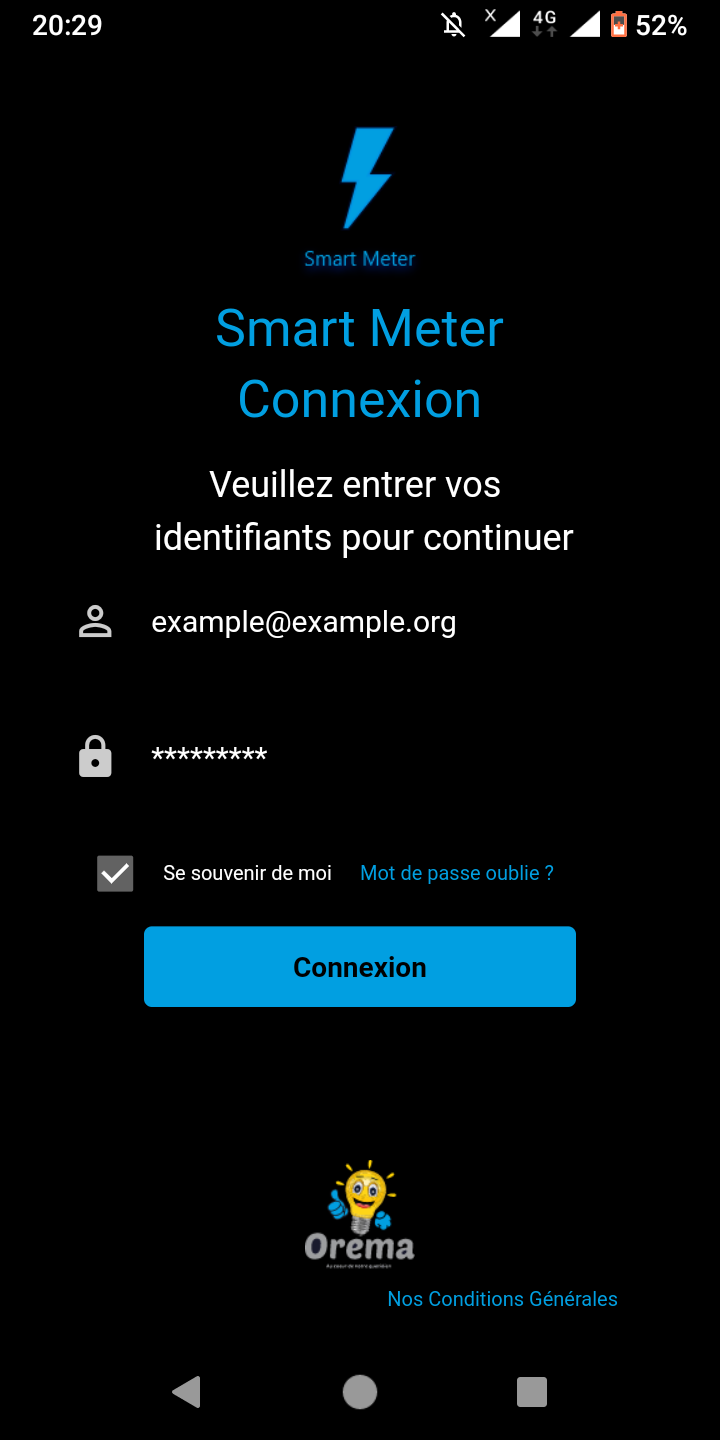 20:29
X 4G 52%
Smart Meter
Smart Meter
Connexion
Veuillez entrer vos
identifiants pour continuer
example@example.org
*********
Se souvenir de moi Mot de passe oublie ?
Connexion
Orema
Nos Conditions Générales